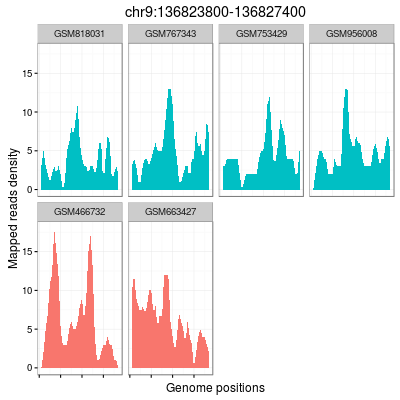 chr9:136823800-136827400
GSM818031 GSM767343 GSM753429 GSM956008
15
10
5
0
GSM466732 GSM663427
15
10
5
0
Mapped reads density
Genome positions